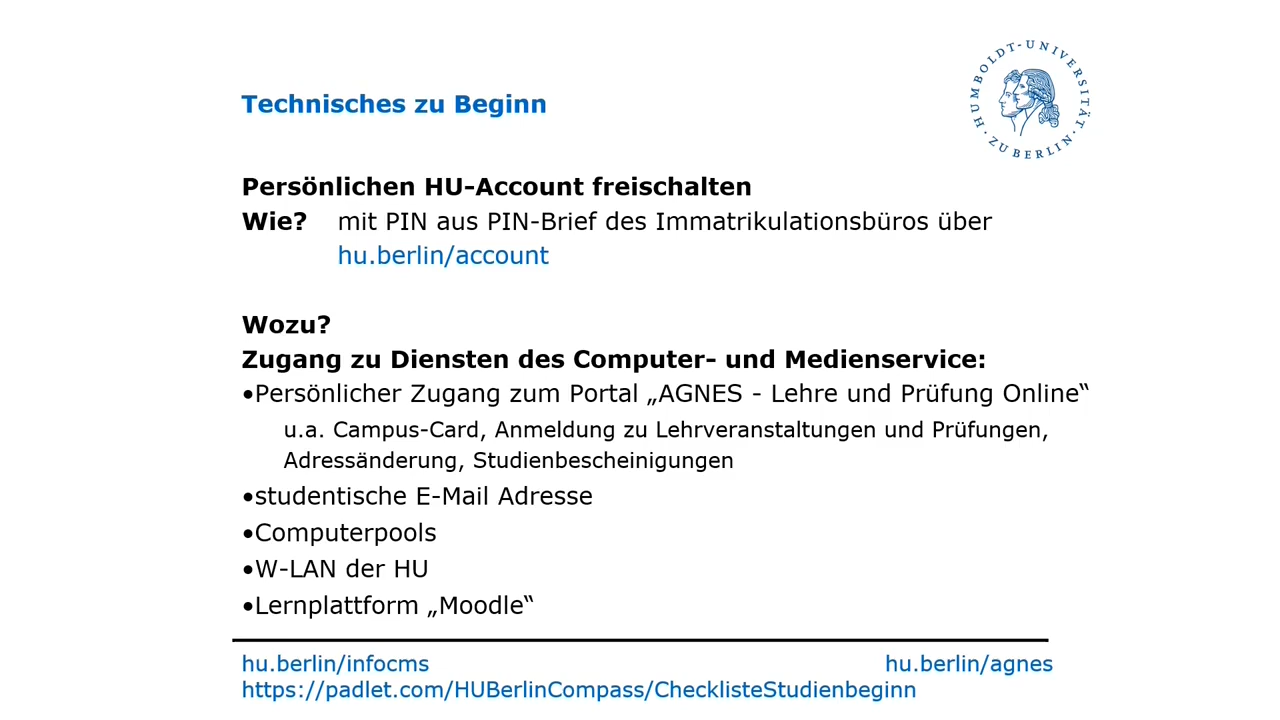 HUMBOLDT-UNIVERSITÄT · ZU BERLIN ·
Technisches zu Beginn
Persönlichen HU-Account freischalten
Wie? mit PIN aus PIN-Brief des Immatrikulationsbüros über
hu.berlin/account
Wozu?
Zugang zu Diensten des Computer- und Medienservice:
•Persönlicher Zugang zum Portal „AGNES - Lehre und Prüfung Online“
u.a. Campus-Card, Anmeldung zu Lehrveranstaltungen und Prüfungen,
Adressänderung, Studienbescheinigungen
•studentische E-Mail Adresse
•Computerpools
•W-LAN der HU
•Lernplattform „Moodle“
hu.berlin/infocms hu.berlin/agnes
https://padlet.com/HUBerlinCompass/ChecklisteStudienbeginn